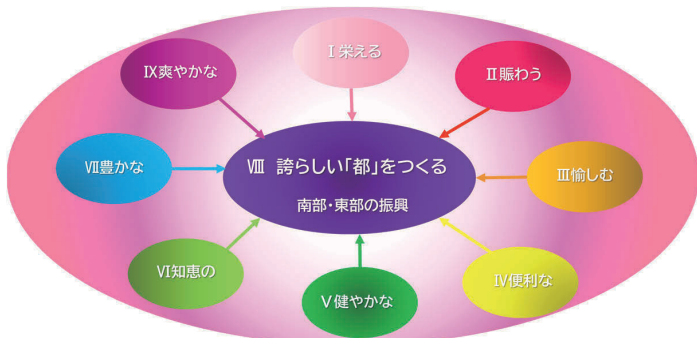 Ⅰ栄える
Ⅱ賑わう
Ⅲ愉しむ
Ⅳ便利な
Ⅴ健やかな
Ⅵ知恵の
Ⅶ豊かな
Ⅸ爽やかな
Ⅷ 誇らしい「都」をつくる
南部・東部の振興